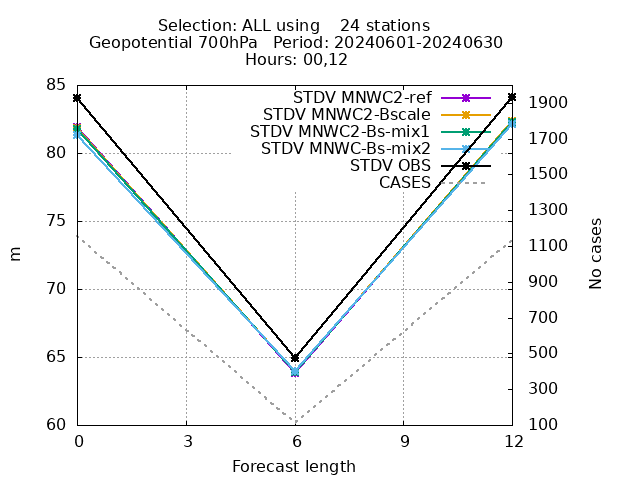 Selection: ALL using    24 stations
Geopotential 700hPa   Period: 20240601-20240630
Hours: 00,12
STDV MNWC2-ref
STDV MNWC2-Bscale
STDV MNWC2-Bs-mix1
STDV MNWC-Bs-mix2
STDV OBS
CASES
85
80
75
70
65
60
m
1900
1700
1500
1300
1100
900
700
500
300
100
No cases
0 3 6 9 12
Forecast length